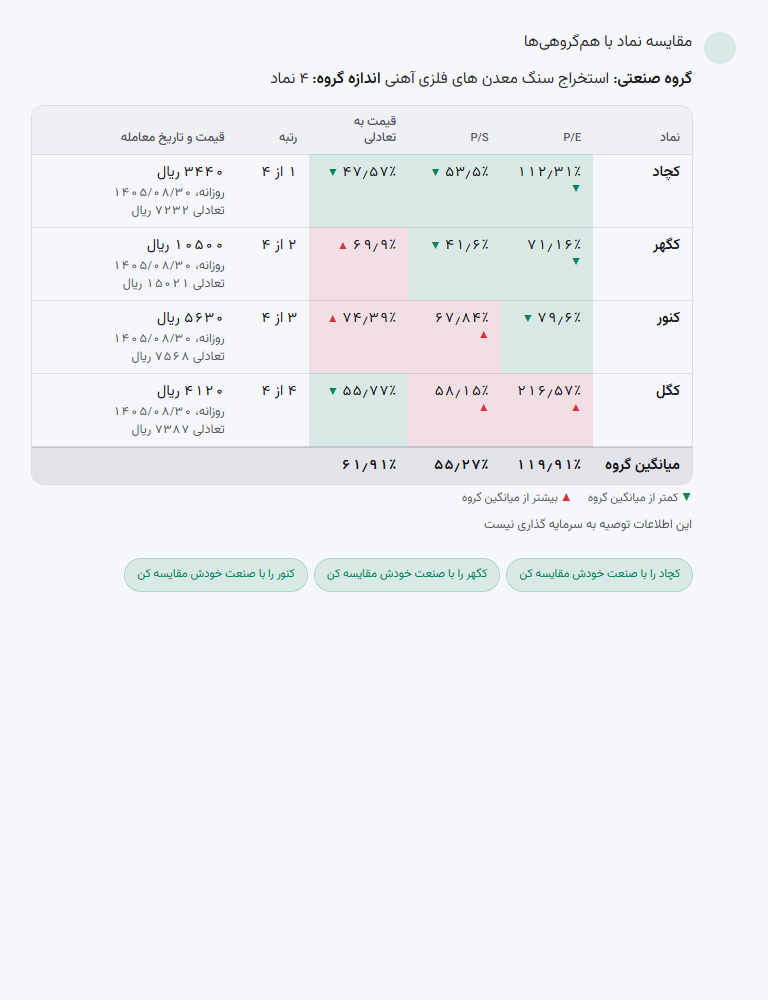 مقایسه نماد با هم‌گروهی‌ها
گروه صنعتی: استخراج سنگ معدن های فلزی آهنی اندازه گروه: ۴ نماد
نماد P/E P/S قیمت به تعادلی رتبه قیمت و تاریخ معامله
کچاد ۱۱۲٫۳۱٪ ▼ ۵۳٫۵٪ ▼ ۴۷٫۵۷٪ ▼ ۱ از ۴ ۳۴۴۰ ریال
روزانه، ۱۴۰۵/۰۸/۳۰
تعادلی ۷۲۳۲ ریال
کگهر ۷۱٫۱۶٪ ▼ ۴۱٫۶٪ ▼ ۶۹٫۹٪ ▲ ۲ از ۴ ۱۰۵۰۰ ریال
روزانه، ۱۴۰۵/۰۸/۳۰
تعادلی ۱۵۰۲۱ ریال
کنور ۷۹٫۶٪ ▼ ۶۷٫۸۴٪ ▲ ۷۴٫۳۹٪ ▲ ۳ از ۴ ۵۶۳۰ ریال
روزانه، ۱۴۰۵/۰۸/۳۰
تعادلی ۷۵۶۸ ریال
کگل ۲۱۶٫۵۷٪ ▲ ۵۸٫۱۵٪ ▲ ۵۵٫۷۷٪ ▼ ۴ از ۴ ۴۱۲۰ ریال
روزانه، ۱۴۰۵/۰۸/۳۰
تعادلی ۷۳۸۷ ریال
میانگین گروه ۱۱۹٫۹۱٪ ۵۵٫۲۷٪ ۶۱٫۹۱٪
▼ کمتر از میانگین گروه ▲ بیشتر از میانگین گروه
این اطلاعات توصیه به سرمایه گذاری نیست
کچاد را با صنعت خودش مقایسه کن
کگهر را با صنعت خودش مقایسه کن
کنور را با صنعت خودش مقایسه کن